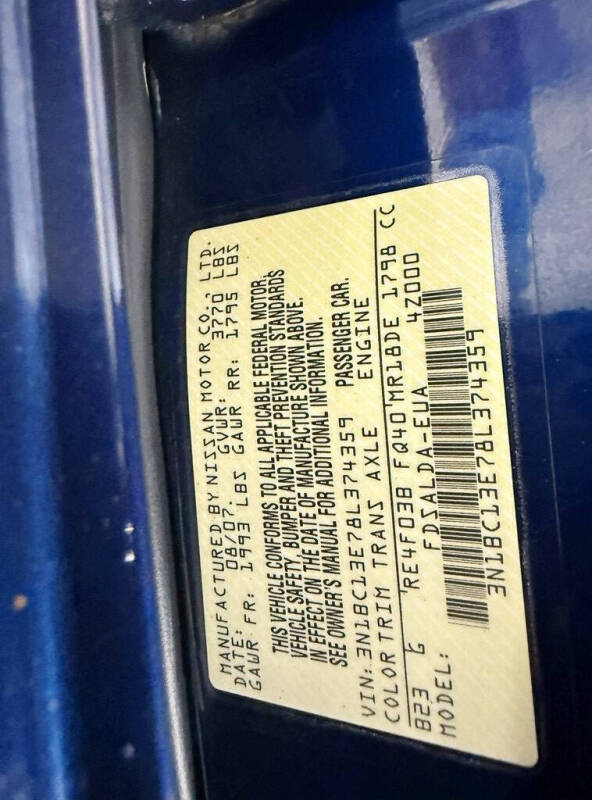 MANUFACTURED BY NISSAN MOTOR CO., LTD.
DATE: 08/07. GVWR: 3770 LBS
GAWR FR: 1993 LBS GAWR RR: 1795 LBS
THIS VEHICLE CONFORMS TO ALL APPLICABLE FEDERAL MOTOR
VEHICLE SAFETY, BUMPER AND THEFT PREVENTION STANDARDS
IN EFFECT ON THE DATE OF MANUFACTURE SHOWN ABOVE.
SEE OWNER'S MANUAL FOR ADDITIONAL INFORMATION.
VIN: 3N1BC13E78L374359 PASSENGER CAR.
COLOR TRIM TRANS AXLE ENGINE
B23 G RE4F03B FQ40 MR18DE 1798 CC
MODEL: FDSALDA-EUA 4Z000
3N1BC13E78L374359